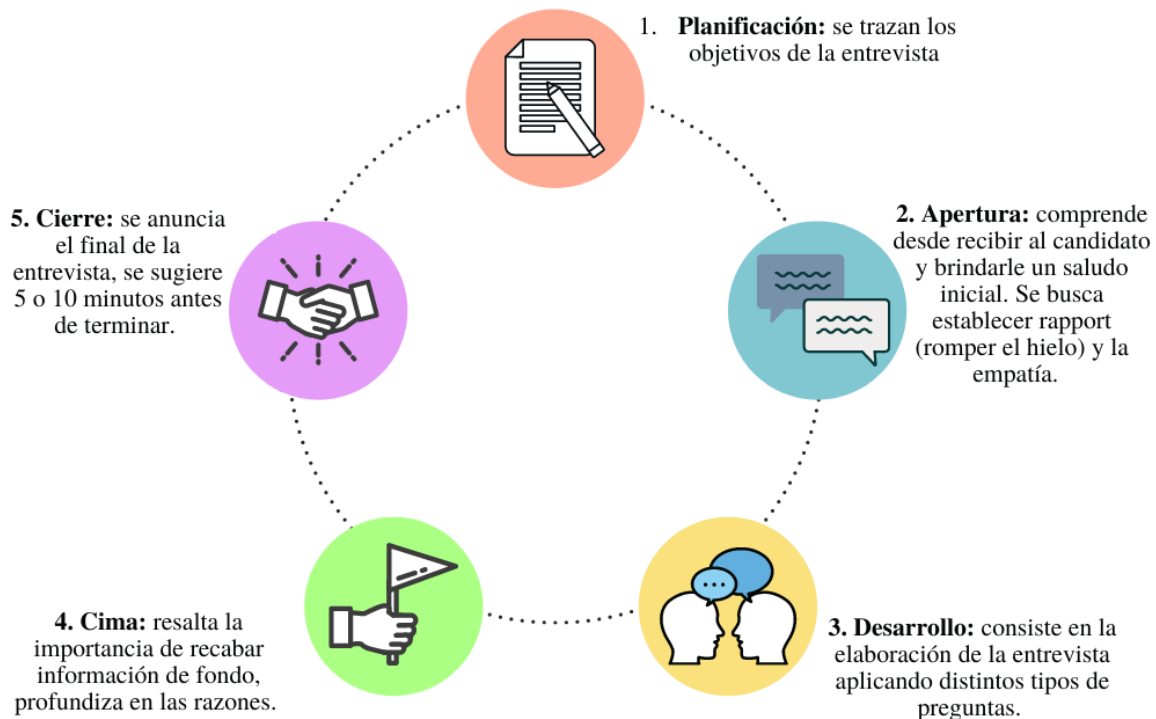 1. Planificación: se trazan los
objetivos de la entrevista
2. Apertura: comprende
desde recibir al candidato
y brindarle un saludo
inicial. Se busca
establecer rapport
(romper el hielo) y la
empatía.
3. Desarrollo: consiste en la
elaboración de la entrevista
aplicando distintos tipos de
preguntas.
4. Cima: resalta la
importancia de recabar
información de fondo,
profundiza en las razones.
5. Cierre: se anuncia
el final de la
entrevista, se sugiere
5 o 10 minutos antes
de terminar.